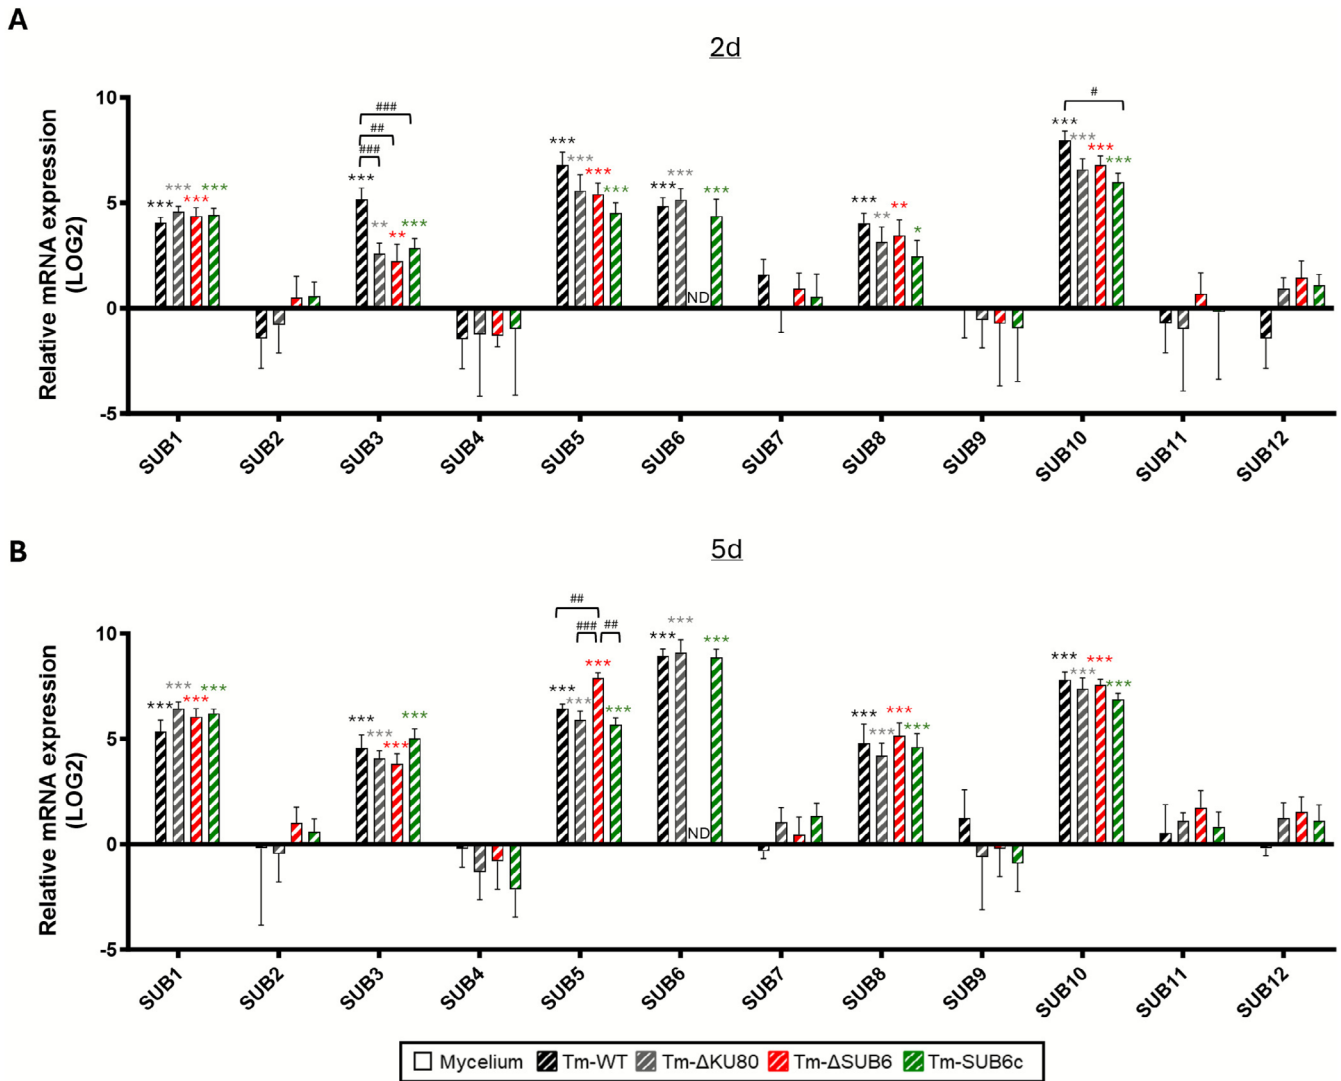 A
2d
Relative mRNA expression
(LOG2)
10
5
0
-5
###
##
###
#
*** *** *** ***
*** ** ** ***
*** *** *** ***
*** *** ND ***
*** ** ** *
*** *** *** ***
SUB1 SUB2 SUB3 SUB4 SUB5 SUB6 SUB7 SUB8 SUB9 SUB10 SUB11 SUB12
B
5d
Relative mRNA expression
(LOG2)
10
5
0
-5
##
### ##
*** *** *** ***
*** *** *** ***
*** *** *** ***
*** *** ND ***
*** *** *** ***
*** *** *** ***
SUB1 SUB2 SUB3 SUB4 SUB5 SUB6 SUB7 SUB8 SUB9 SUB10 SUB11 SUB12
Mycelium Tm-WT Tm-ΔKU80 Tm-ΔSUB6 Tm-SUB6c